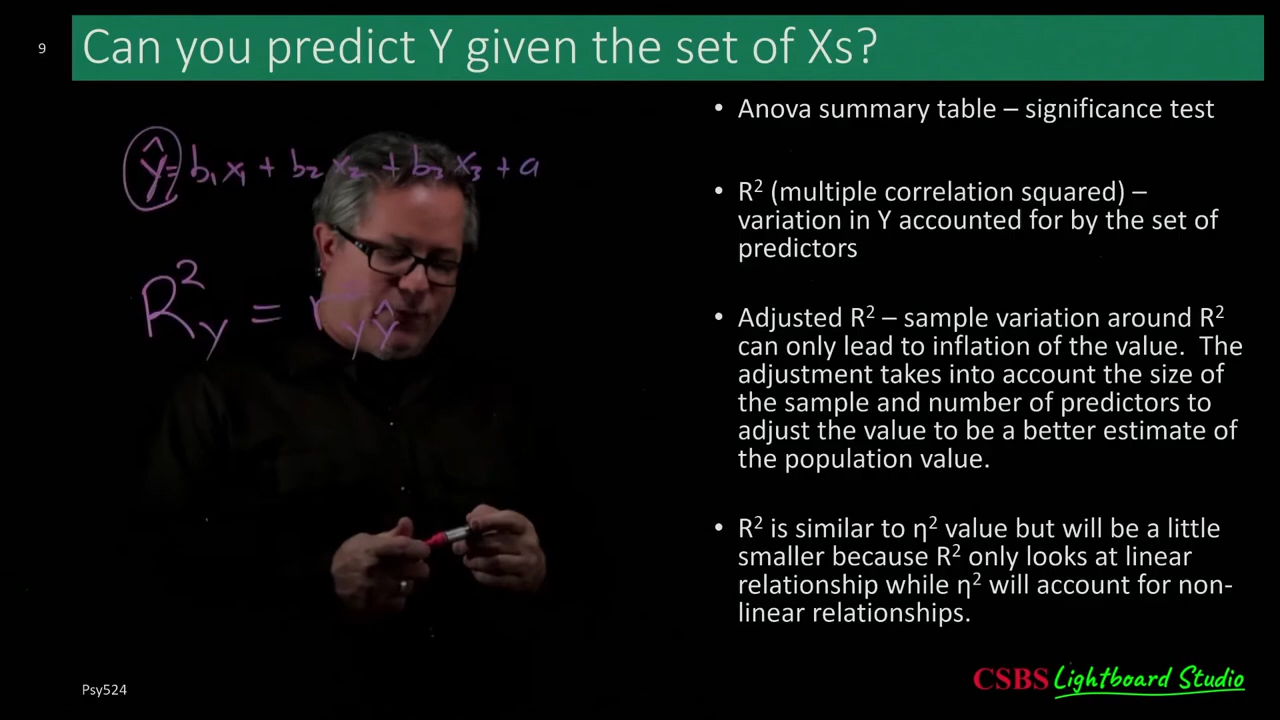 9
Can you predict Y given the set of Xs?
ŷ = b₁x₁ + b₂x₂ + b₃x₃ + a
R²y = r²yŷ
• Anova summary table – significance test
• R² (multiple correlation squared) –
variation in Y accounted for by the set of
predictors
• Adjusted R² – sample variation around R²
can only lead to inflation of the value. The
adjustment takes into account the size of
the sample and number of predictors to
adjust the value to be a better estimate of
the population value.
• R² is similar to η² value but will be a little
smaller because R² only looks at linear
relationship while η² will account for non-
linear relationships.
Psy524
CSBS Lightboard Studio